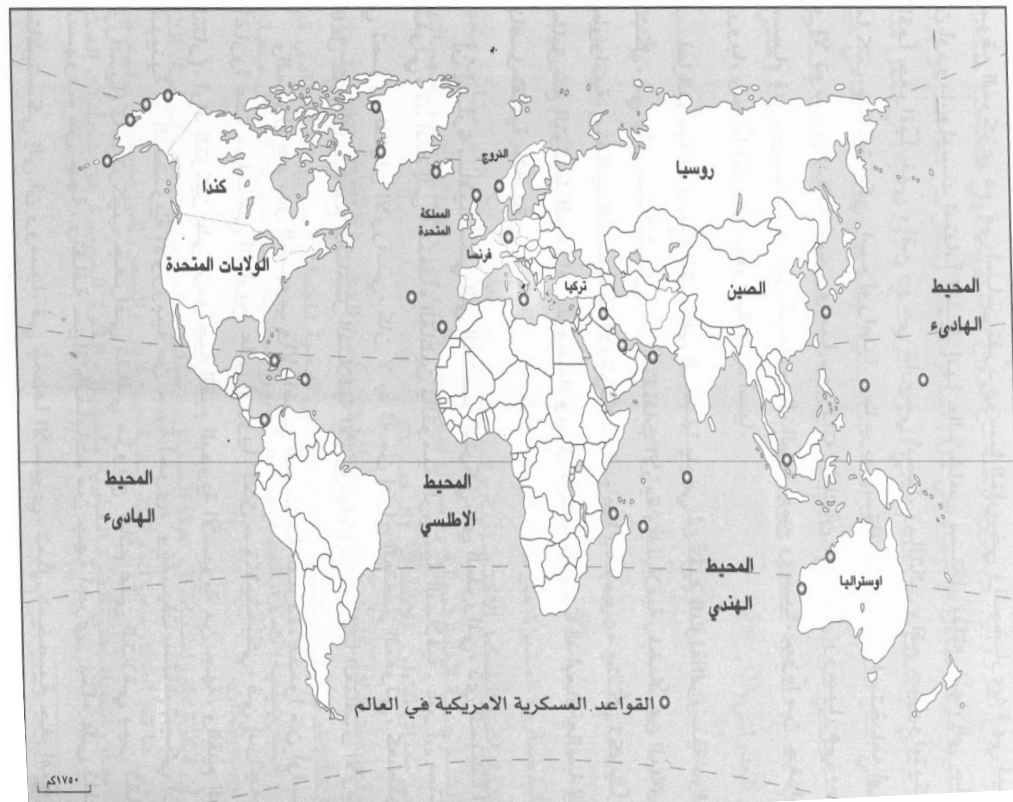 النروج
كندا
روسيا
المملكة
المتحدة
فرنسا
الولايات المتحدة
تركيا
الصين
المحيط
الهادىء
المحيط
الهادىء
المحيط
الاطلسي
المحيط
الهندي
اوستراليا
القواعد العسكرية الامريكية في العالم
١٧٥٠كم